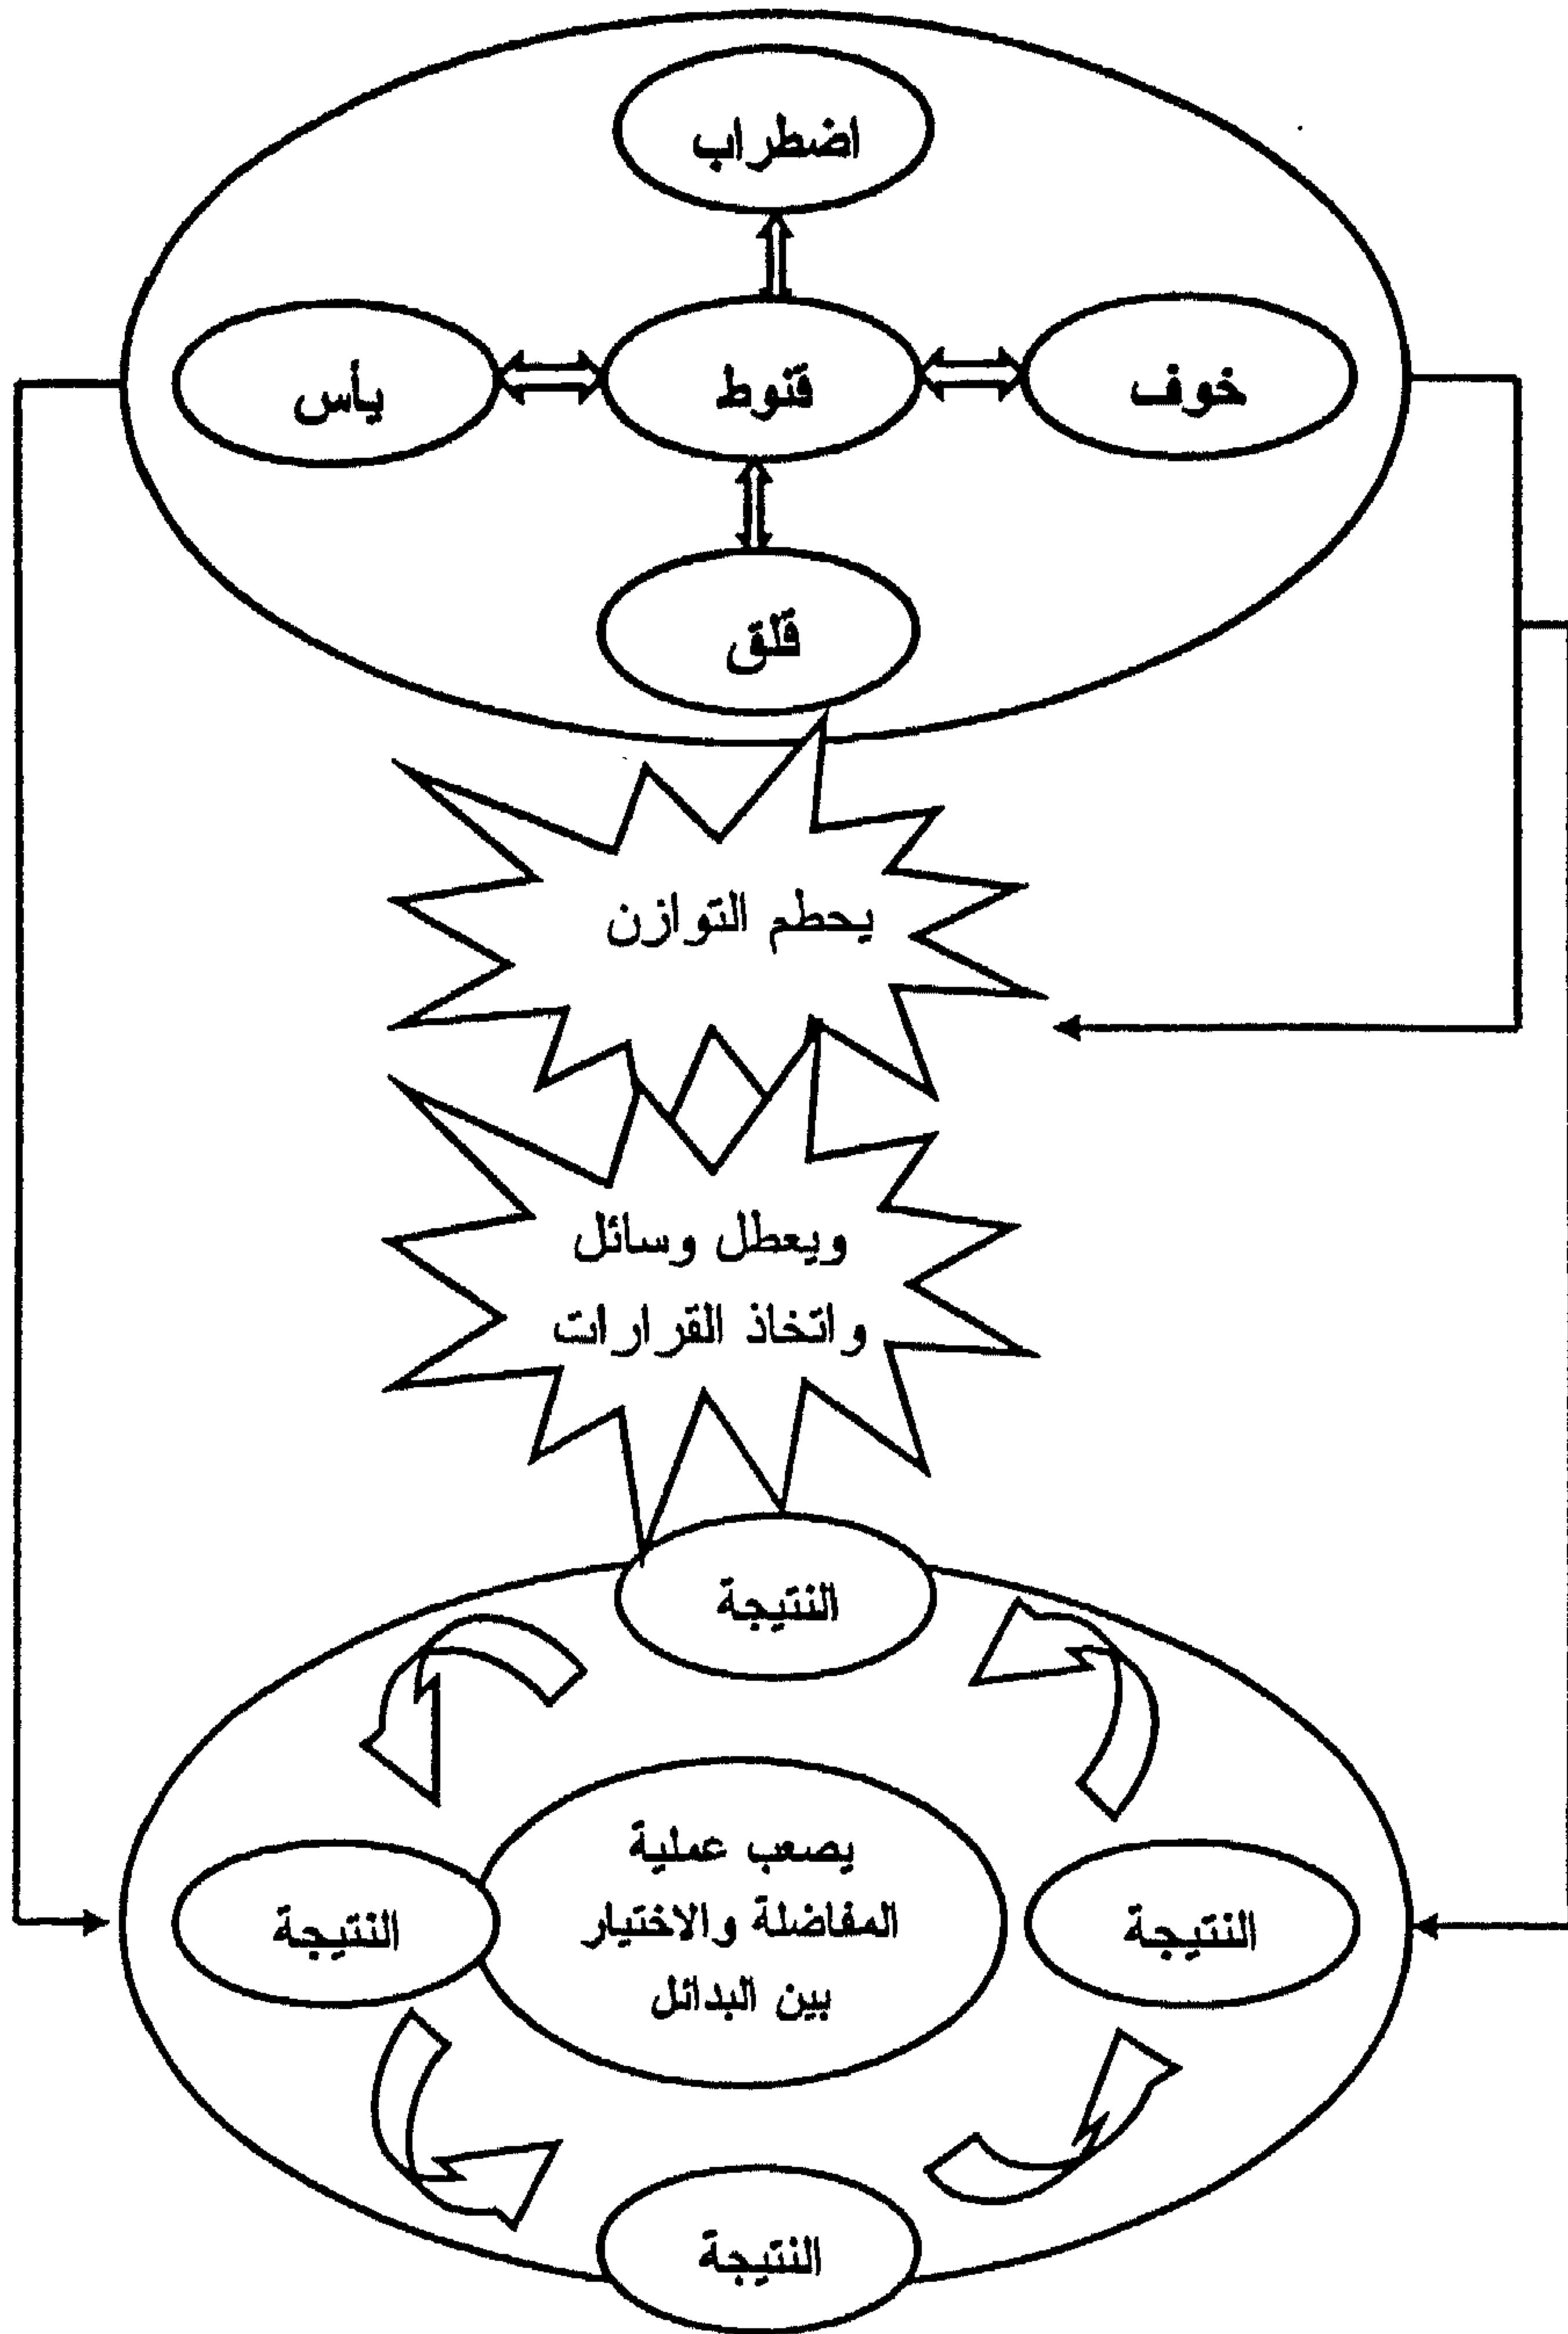 اضطراب
خوف
قنوط
يأس
قلق
يحطم التوازن
ويعطل وسائل
واتخاذ القرارات
النتيجة
يصعب عملية
المفاضلة والاختيار
بين البدائل
النتيجة
النتيجة
النتيجة